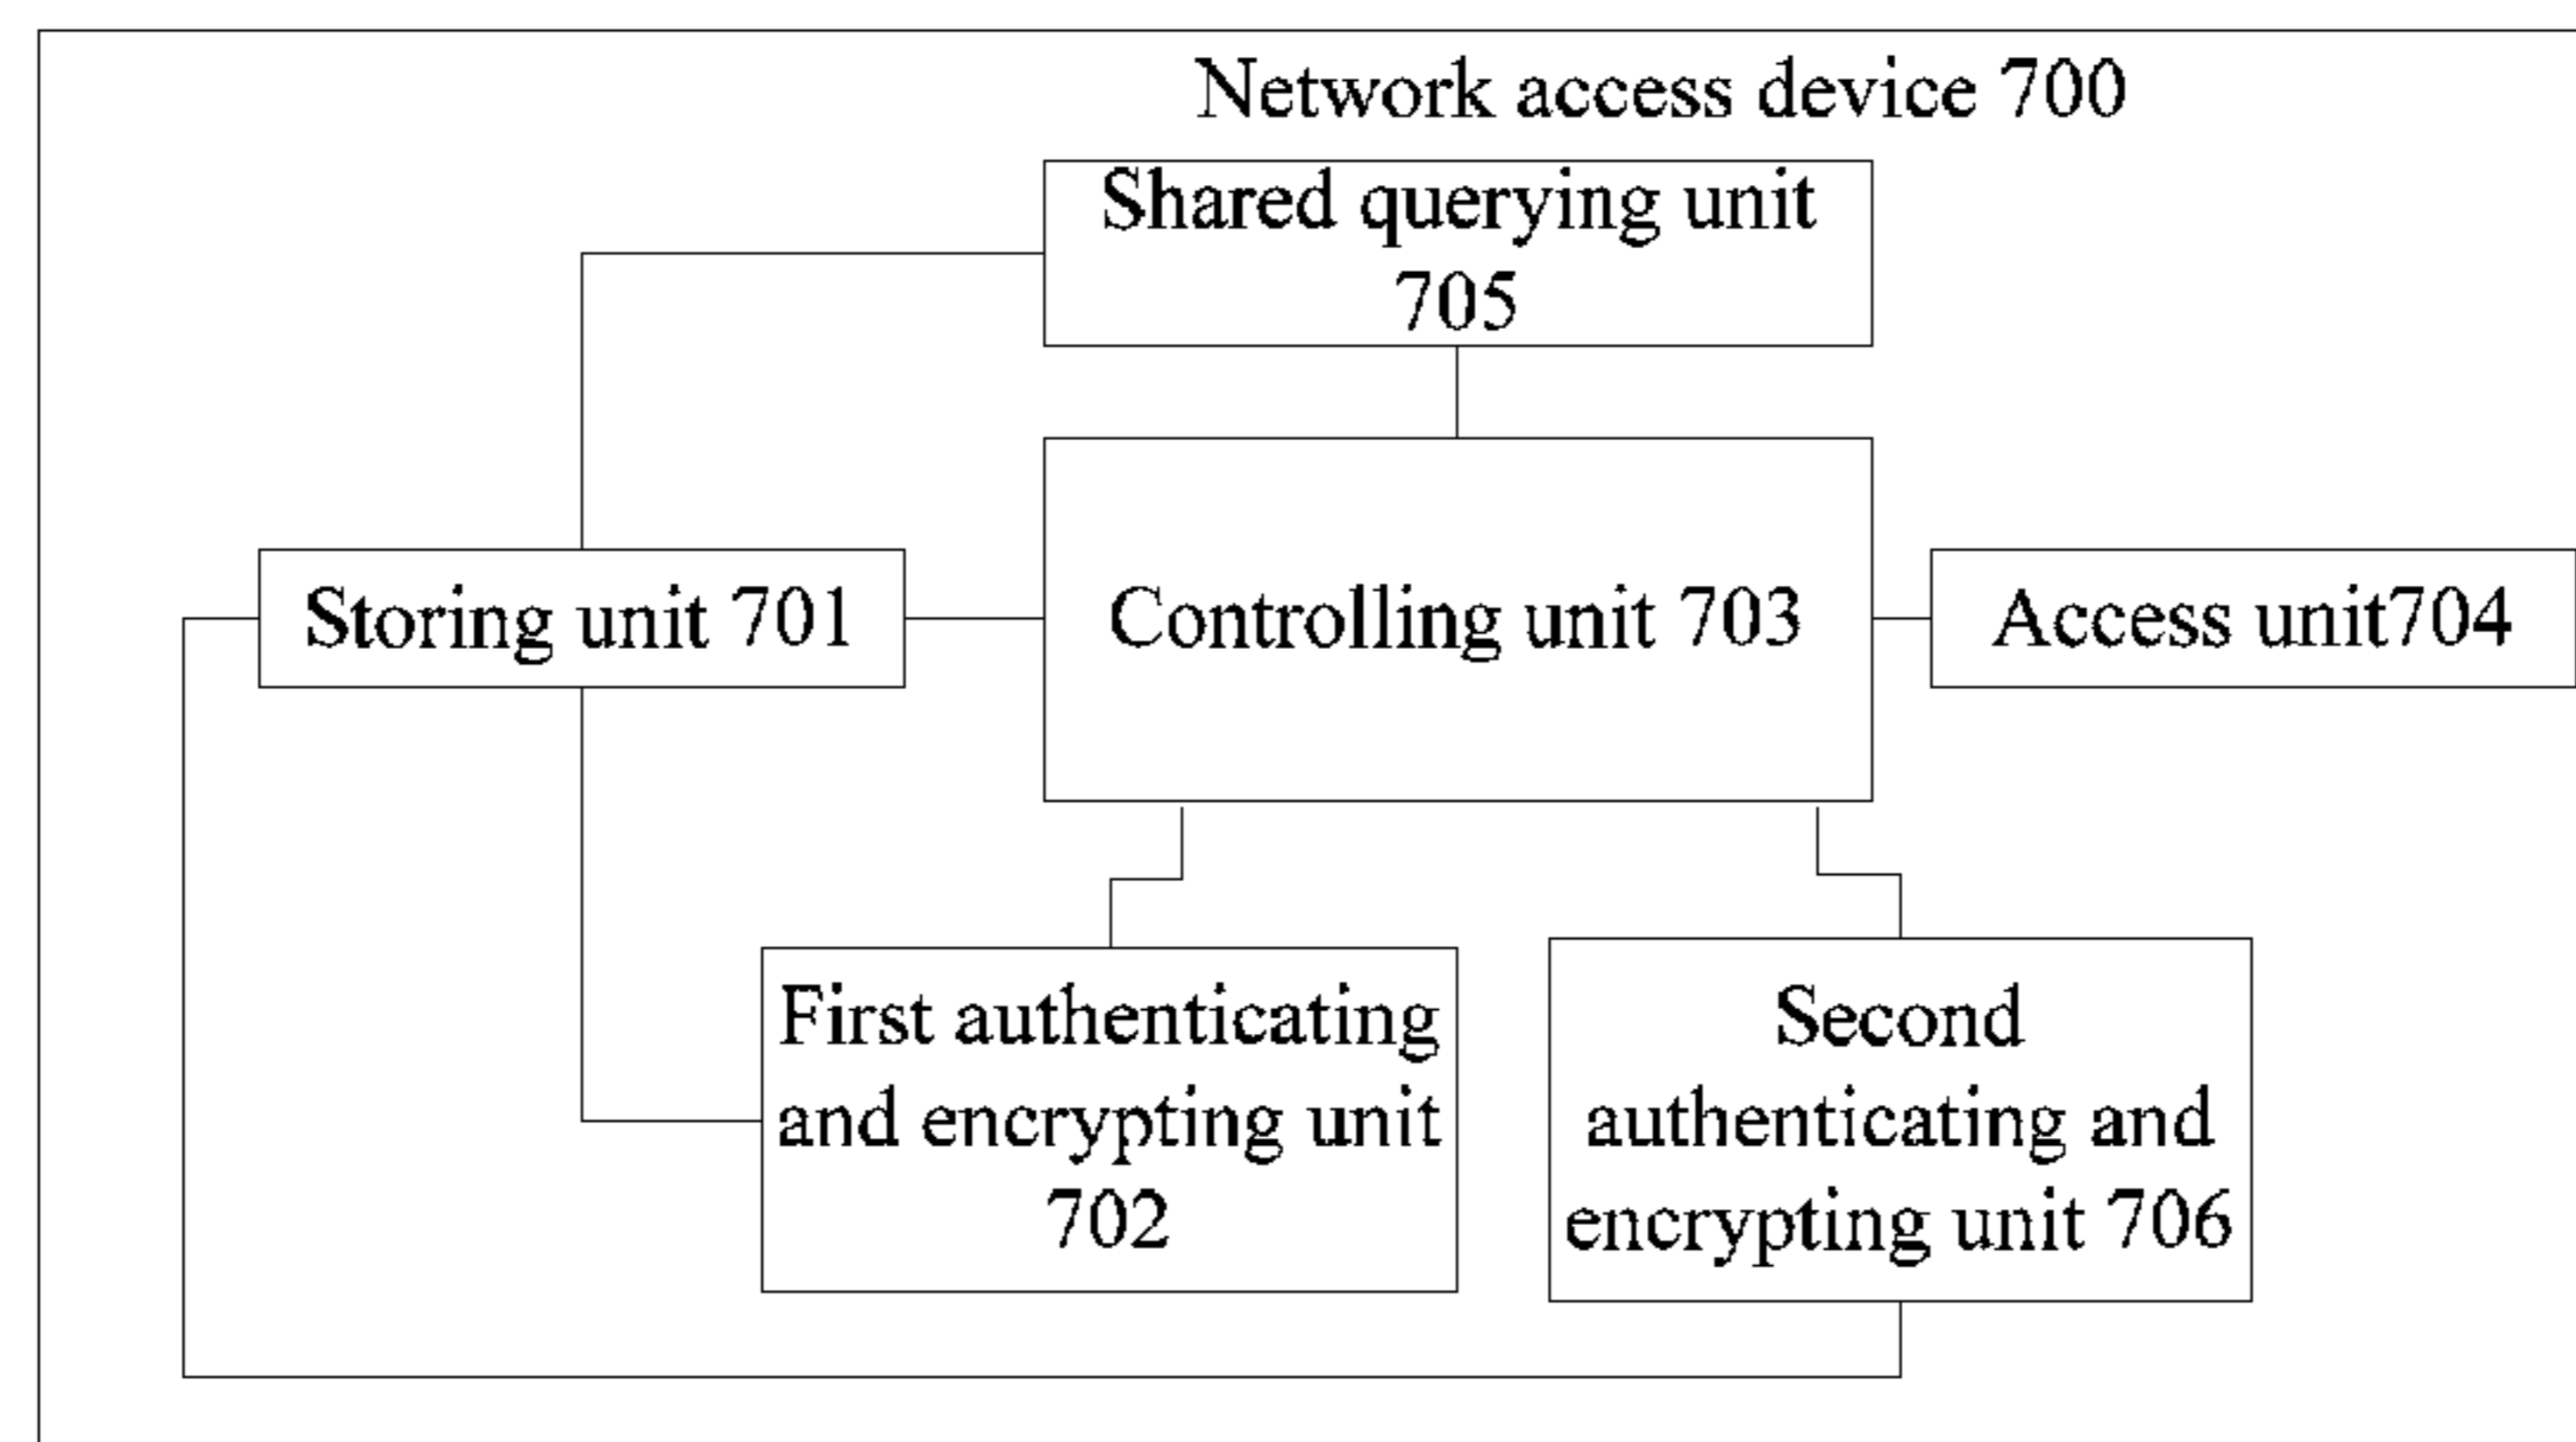 Network access device 700
Shared querying unit
705
Storing unit 701
Controlling unit 703
Access unit704
First authenticating
and encrypting unit
702
Second
authenticating and
encrypting unit 706